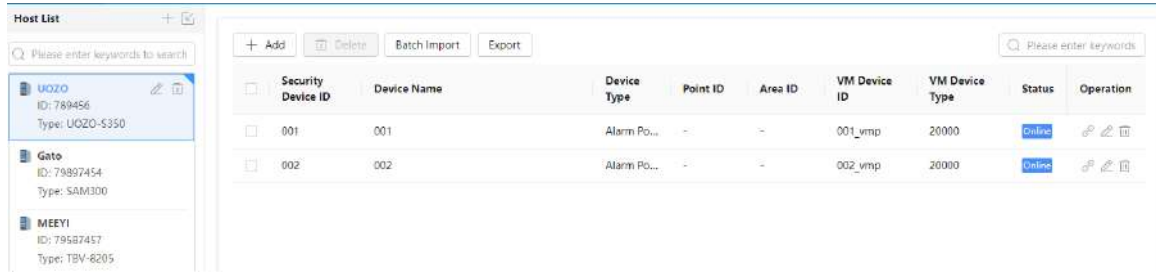 Host List
Please enter keywords to search
UOZO
ID: 789456
Type: UOZO-S350
Gato
ID: 79897454
Type: SAM300
MEEYI
ID: 79587457
Type: TBV-8205
+ Add Delete Batch Import Export Please enter keywords
Security Device ID Device Name Device Type Point ID Area ID VM Device ID VM Device Type Status Operation
001 001 Alarm Po... - - 001_vmp 20000 Online
002 002 Alarm Po... - - 002_vmp 20000 Online